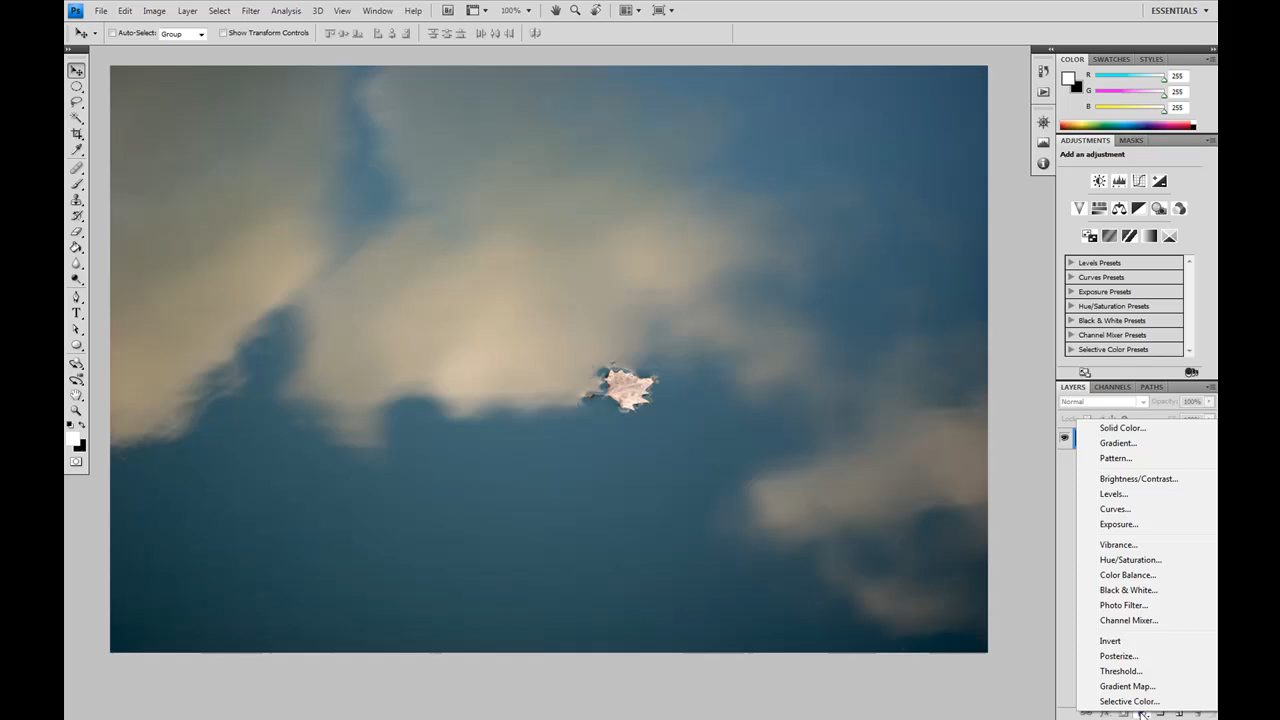 Ps File Edit Image Layer Select Filter Analysis 3D View Window Help Br 100% ESSENTIALS
Auto-Select: Group Show Transform Controls
COLOR SWATCHES STYLES
R 255
G 255
B 255
ADJUSTMENTS MASKS
Add an adjustment
Levels Presets
Curves Presets
Exposure Presets
Hue/Saturation Presets
Black & White Presets
Channel Mixer Presets
Selective Color Presets
LAYERS CHANNELS PATHS
Normal Opacity: 100%
Solid Color...
Gradient...
Pattern...
Brightness/Contrast...
Levels...
Curves...
Exposure...
Vibrance...
Hue/Saturation...
Color Balance...
Black & White...
Photo Filter...
Channel Mixer...
Invert
Posterize...
Threshold...
Gradient Map...
Selective Color...